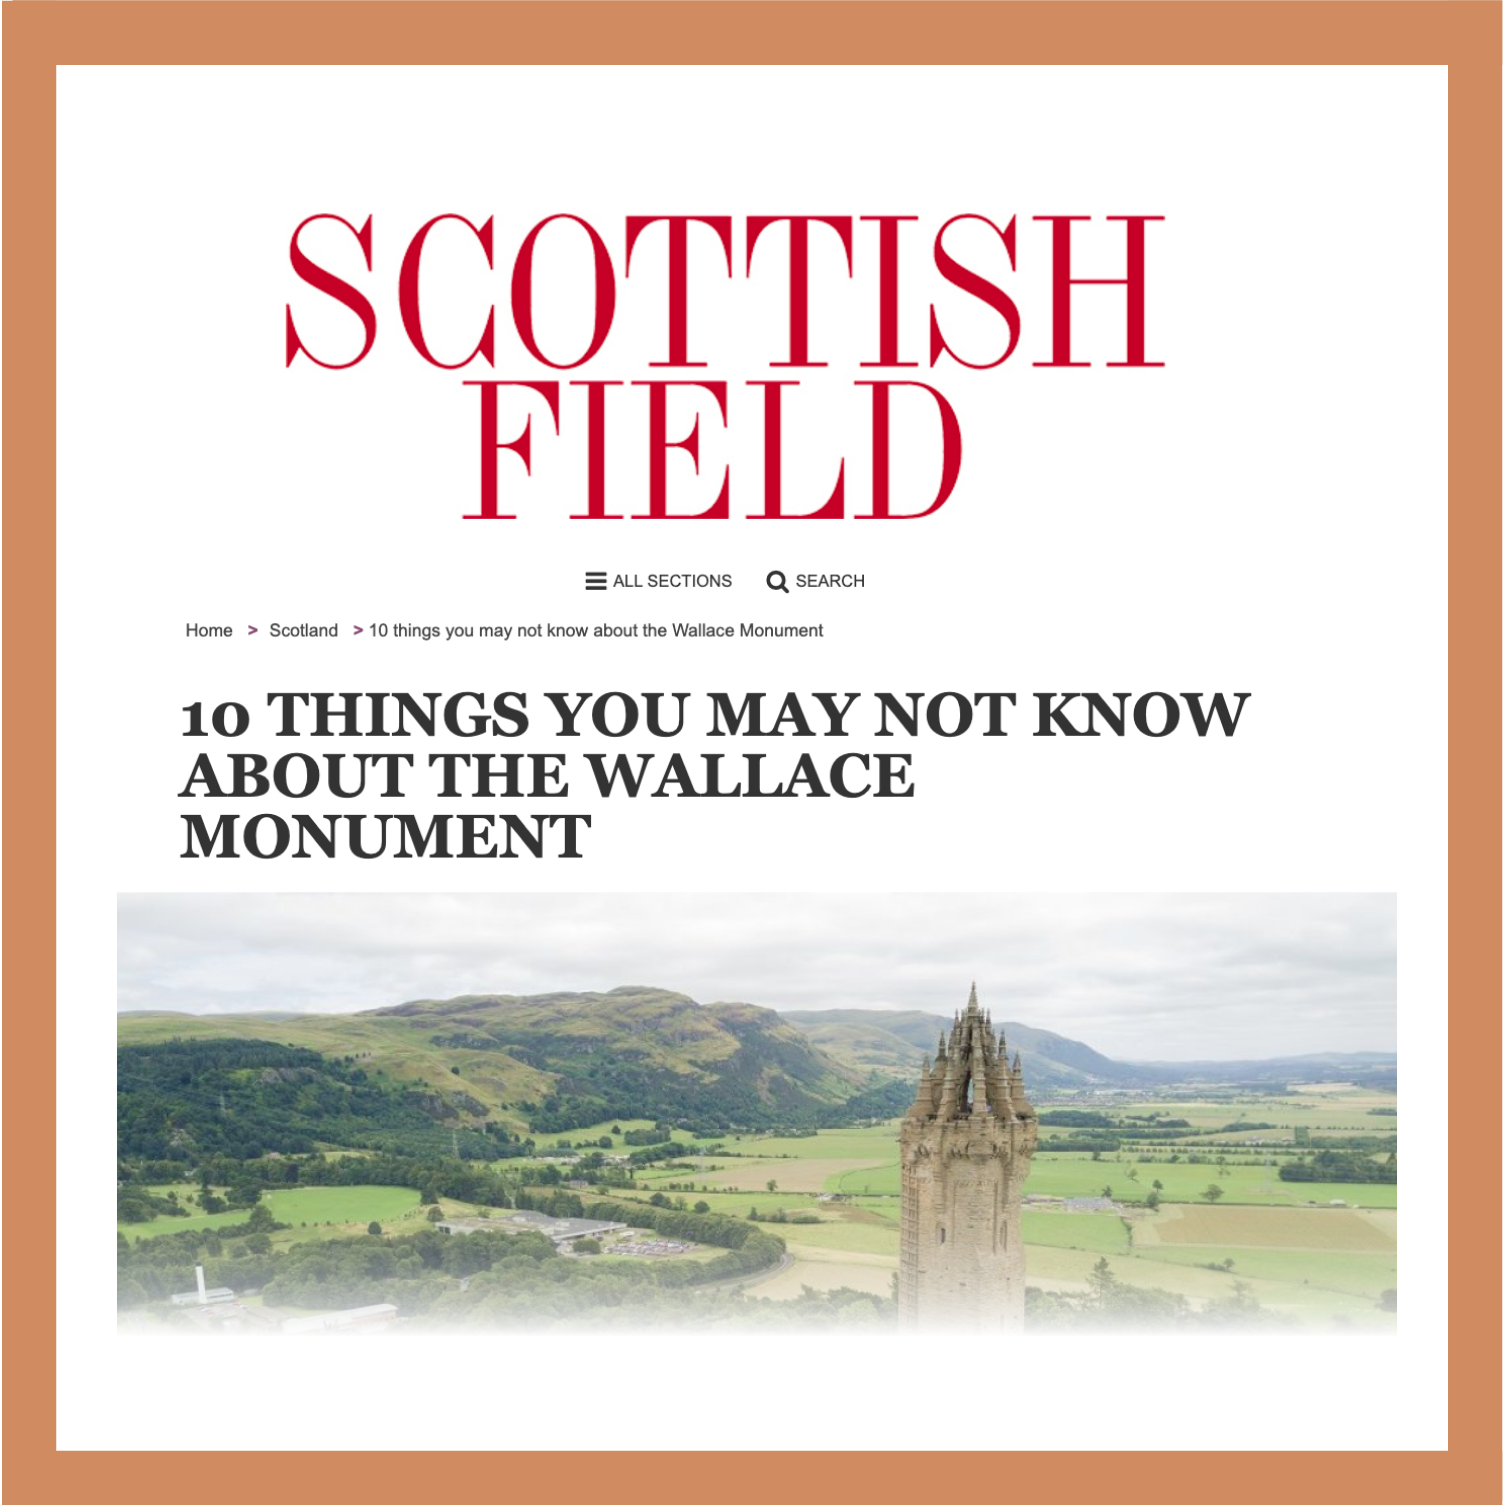 SCOTTISH
FIELD
ALL SECTIONS SEARCH
Home > Scotland > 10 things you may not know about the Wallace Monument
10 THINGS YOU MAY NOT KNOW
ABOUT THE WALLACE
MONUMENT